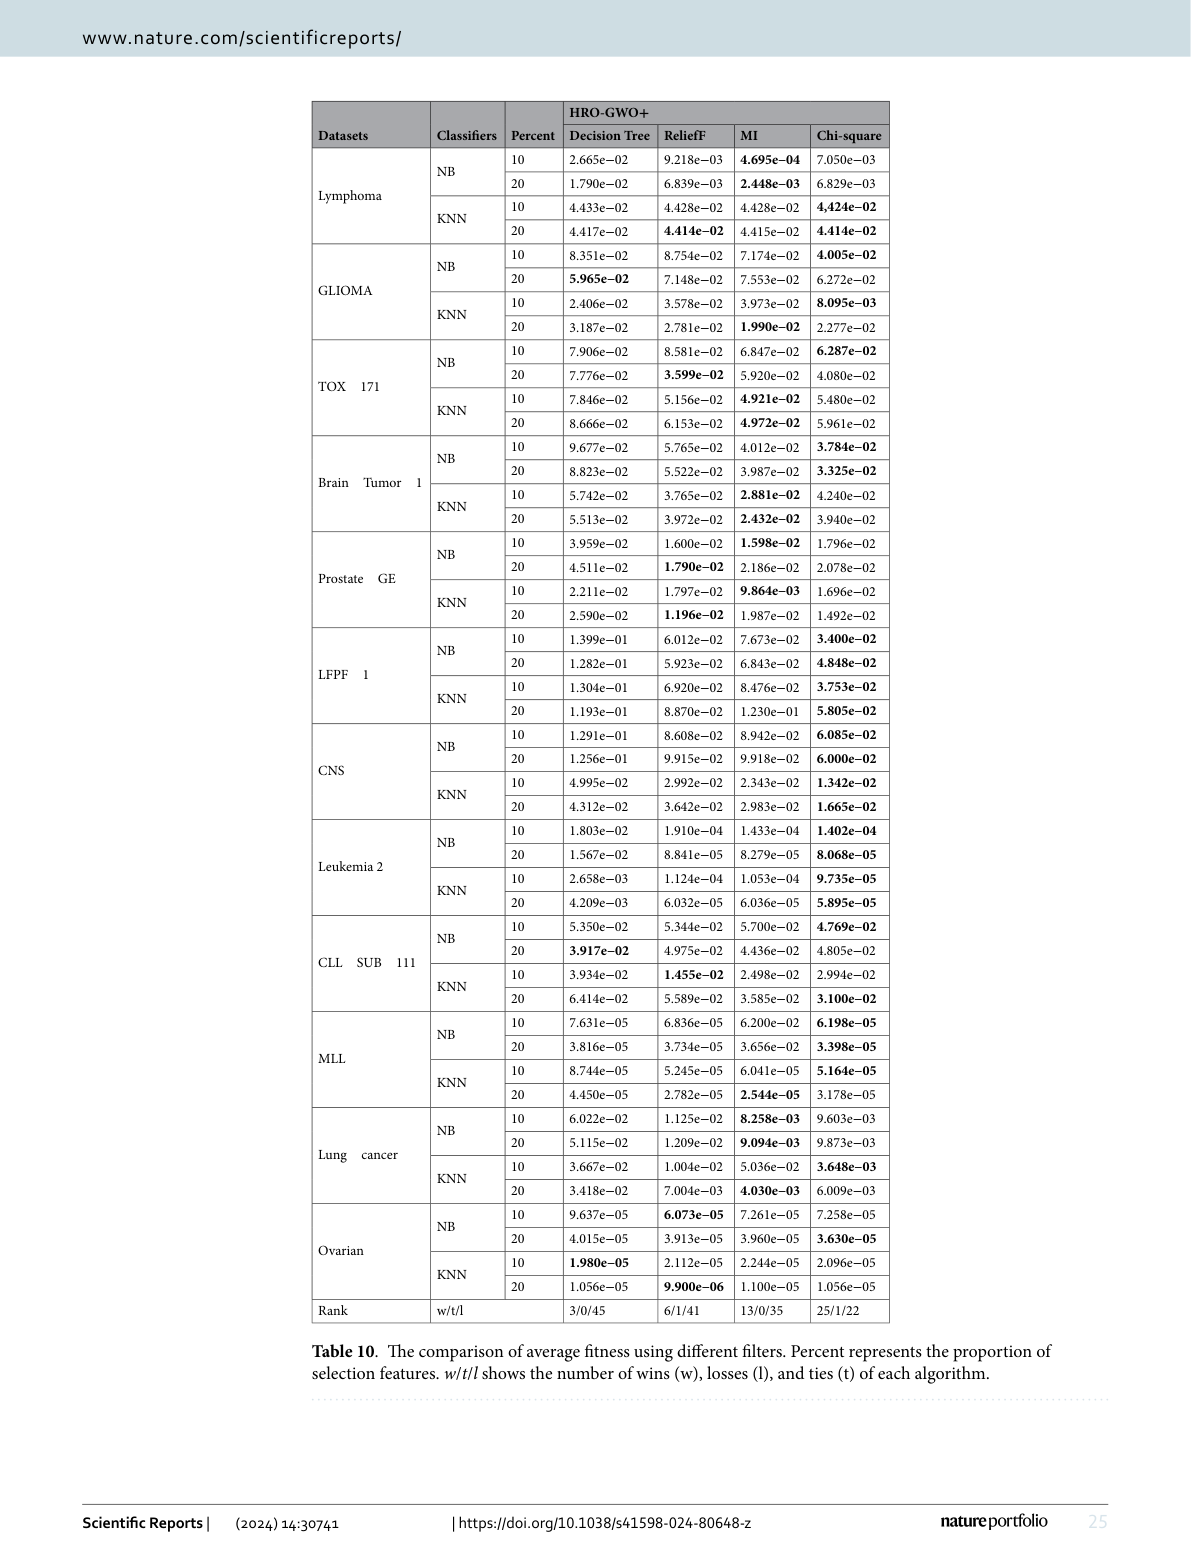 www.nature.com/scientificreports/
HRO-GWO+
Datasets Classifiers Percent Decision Tree ReliefF MI Chi-square
Lymphoma
NB
10 2.665e−02 9.218e−03 4.695e−04 7.050e−03
20 1.790e−02 6.839e−03 2.448e−03 6.829e−03
KNN
10 4.433e−02 4.428e−02 4.428e−02 4,424e−02
20 4.417e−02 4.414e−02 4.415e−02 4.414e−02
GLIOMA
NB
10 8.351e−02 8.754e−02 7.174e−02 4.005e−02
20 5.965e−02 7.148e−02 7.553e−02 6.272e−02
KNN
10 2.406e−02 3.578e−02 3.973e−02 8.095e−03
20 3.187e−02 2.781e−02 1.990e−02 2.277e−02
TOX 171
NB
10 7.906e−02 8.581e−02 6.847e−02 6.287e−02
20 7.776e−02 3.599e−02 5.920e−02 4.080e−02
KNN
10 7.846e−02 5.156e−02 4.921e−02 5.480e−02
20 8.666e−02 6.153e−02 4.972e−02 5.961e−02
Brain Tumor 1
NB
10 9.677e−02 5.765e−02 4.012e−02 3.784e−02
20 8.823e−02 5.522e−02 3.987e−02 3.325e−02
KNN
10 5.742e−02 3.765e−02 2.881e−02 4.240e−02
20 5.513e−02 3.972e−02 2.432e−02 3.940e−02
Prostate GE
NB
10 3.959e−02 1.600e−02 1.598e−02 1.796e−02
20 4.511e−02 1.790e−02 2.186e−02 2.078e−02
KNN
10 2.211e−02 1.797e−02 9.864e−03 1.696e−02
20 2.590e−02 1.196e−02 1.987e−02 1.492e−02
LFPF 1
NB
10 1.399e−01 6.012e−02 7.673e−02 3.400e−02
20 1.282e−01 5.923e−02 6.843e−02 4.848e−02
KNN
10 1.304e−01 6.920e−02 8.476e−02 3.753e−02
20 1.193e−01 8.870e−02 1.230e−01 5.805e−02
CNS
NB
10 1.291e−01 8.608e−02 8.942e−02 6.085e−02
20 1.256e−01 9.915e−02 9.918e−02 6.000e−02
KNN
10 4.995e−02 2.992e−02 2.343e−02 1.342e−02
20 4.312e−02 3.642e−02 2.983e−02 1.665e−02
Leukemia 2
NB
10 1.803e−02 1.910e−04 1.433e−04 1.402e−04
20 1.567e−02 8.841e−05 8.279e−05 8.068e−05
KNN
10 2.658e−03 1.124e−04 1.053e−04 9.735e−05
20 4.209e−03 6.032e−05 6.036e−05 5.895e−05
CLL SUB 111
NB
10 5.350e−02 5.344e−02 5.700e−02 4.769e−02
20 3.917e−02 4.975e−02 4.436e−02 4.805e−02
KNN
10 3.934e−02 1.455e−02 2.498e−02 2.994e−02
20 6.414e−02 5.589e−02 3.585e−02 3.100e−02
MLL
NB
10 7.631e−05 6.836e−05 6.200e−02 6.198e−05
20 3.816e−05 3.734e−05 3.656e−02 3.398e−05
KNN
10 8.744e−05 5.245e−05 6.041e−05 5.164e−05
20 4.450e−05 2.782e−05 2.544e−05 3.178e−05
Lung cancer
NB
10 6.022e−02 1.125e−02 8.258e−03 9.603e−03
20 5.115e−02 1.209e−02 9.094e−03 9.873e−03
KNN
10 3.667e−02 1.004e−02 5.036e−02 3.648e−03
20 3.418e−02 7.004e−03 4.030e−03 6.009e−03
Ovarian
NB
10 9.637e−05 6.073e−05 7.261e−05 7.258e−05
20 4.015e−05 3.913e−05 3.960e−05 3.630e−05
KNN
10 1.980e−05 2.112e−05 2.244e−05 2.096e−05
20 1.056e−05 9.900e−06 1.100e−05 1.056e−05
Rank w/t/l 3/0/45 6/1/41 13/0/35 25/1/22
Table 10. The comparison of average fitness using different filters. Percent represents the proportion of
selection features. w/t/l shows the number of wins (w), losses (l), and ties (t) of each algorithm.
Scientific Reports | (2024) 14:30741 | https://doi.org/10.1038/s41598-024-80648-z nature portfolio 25